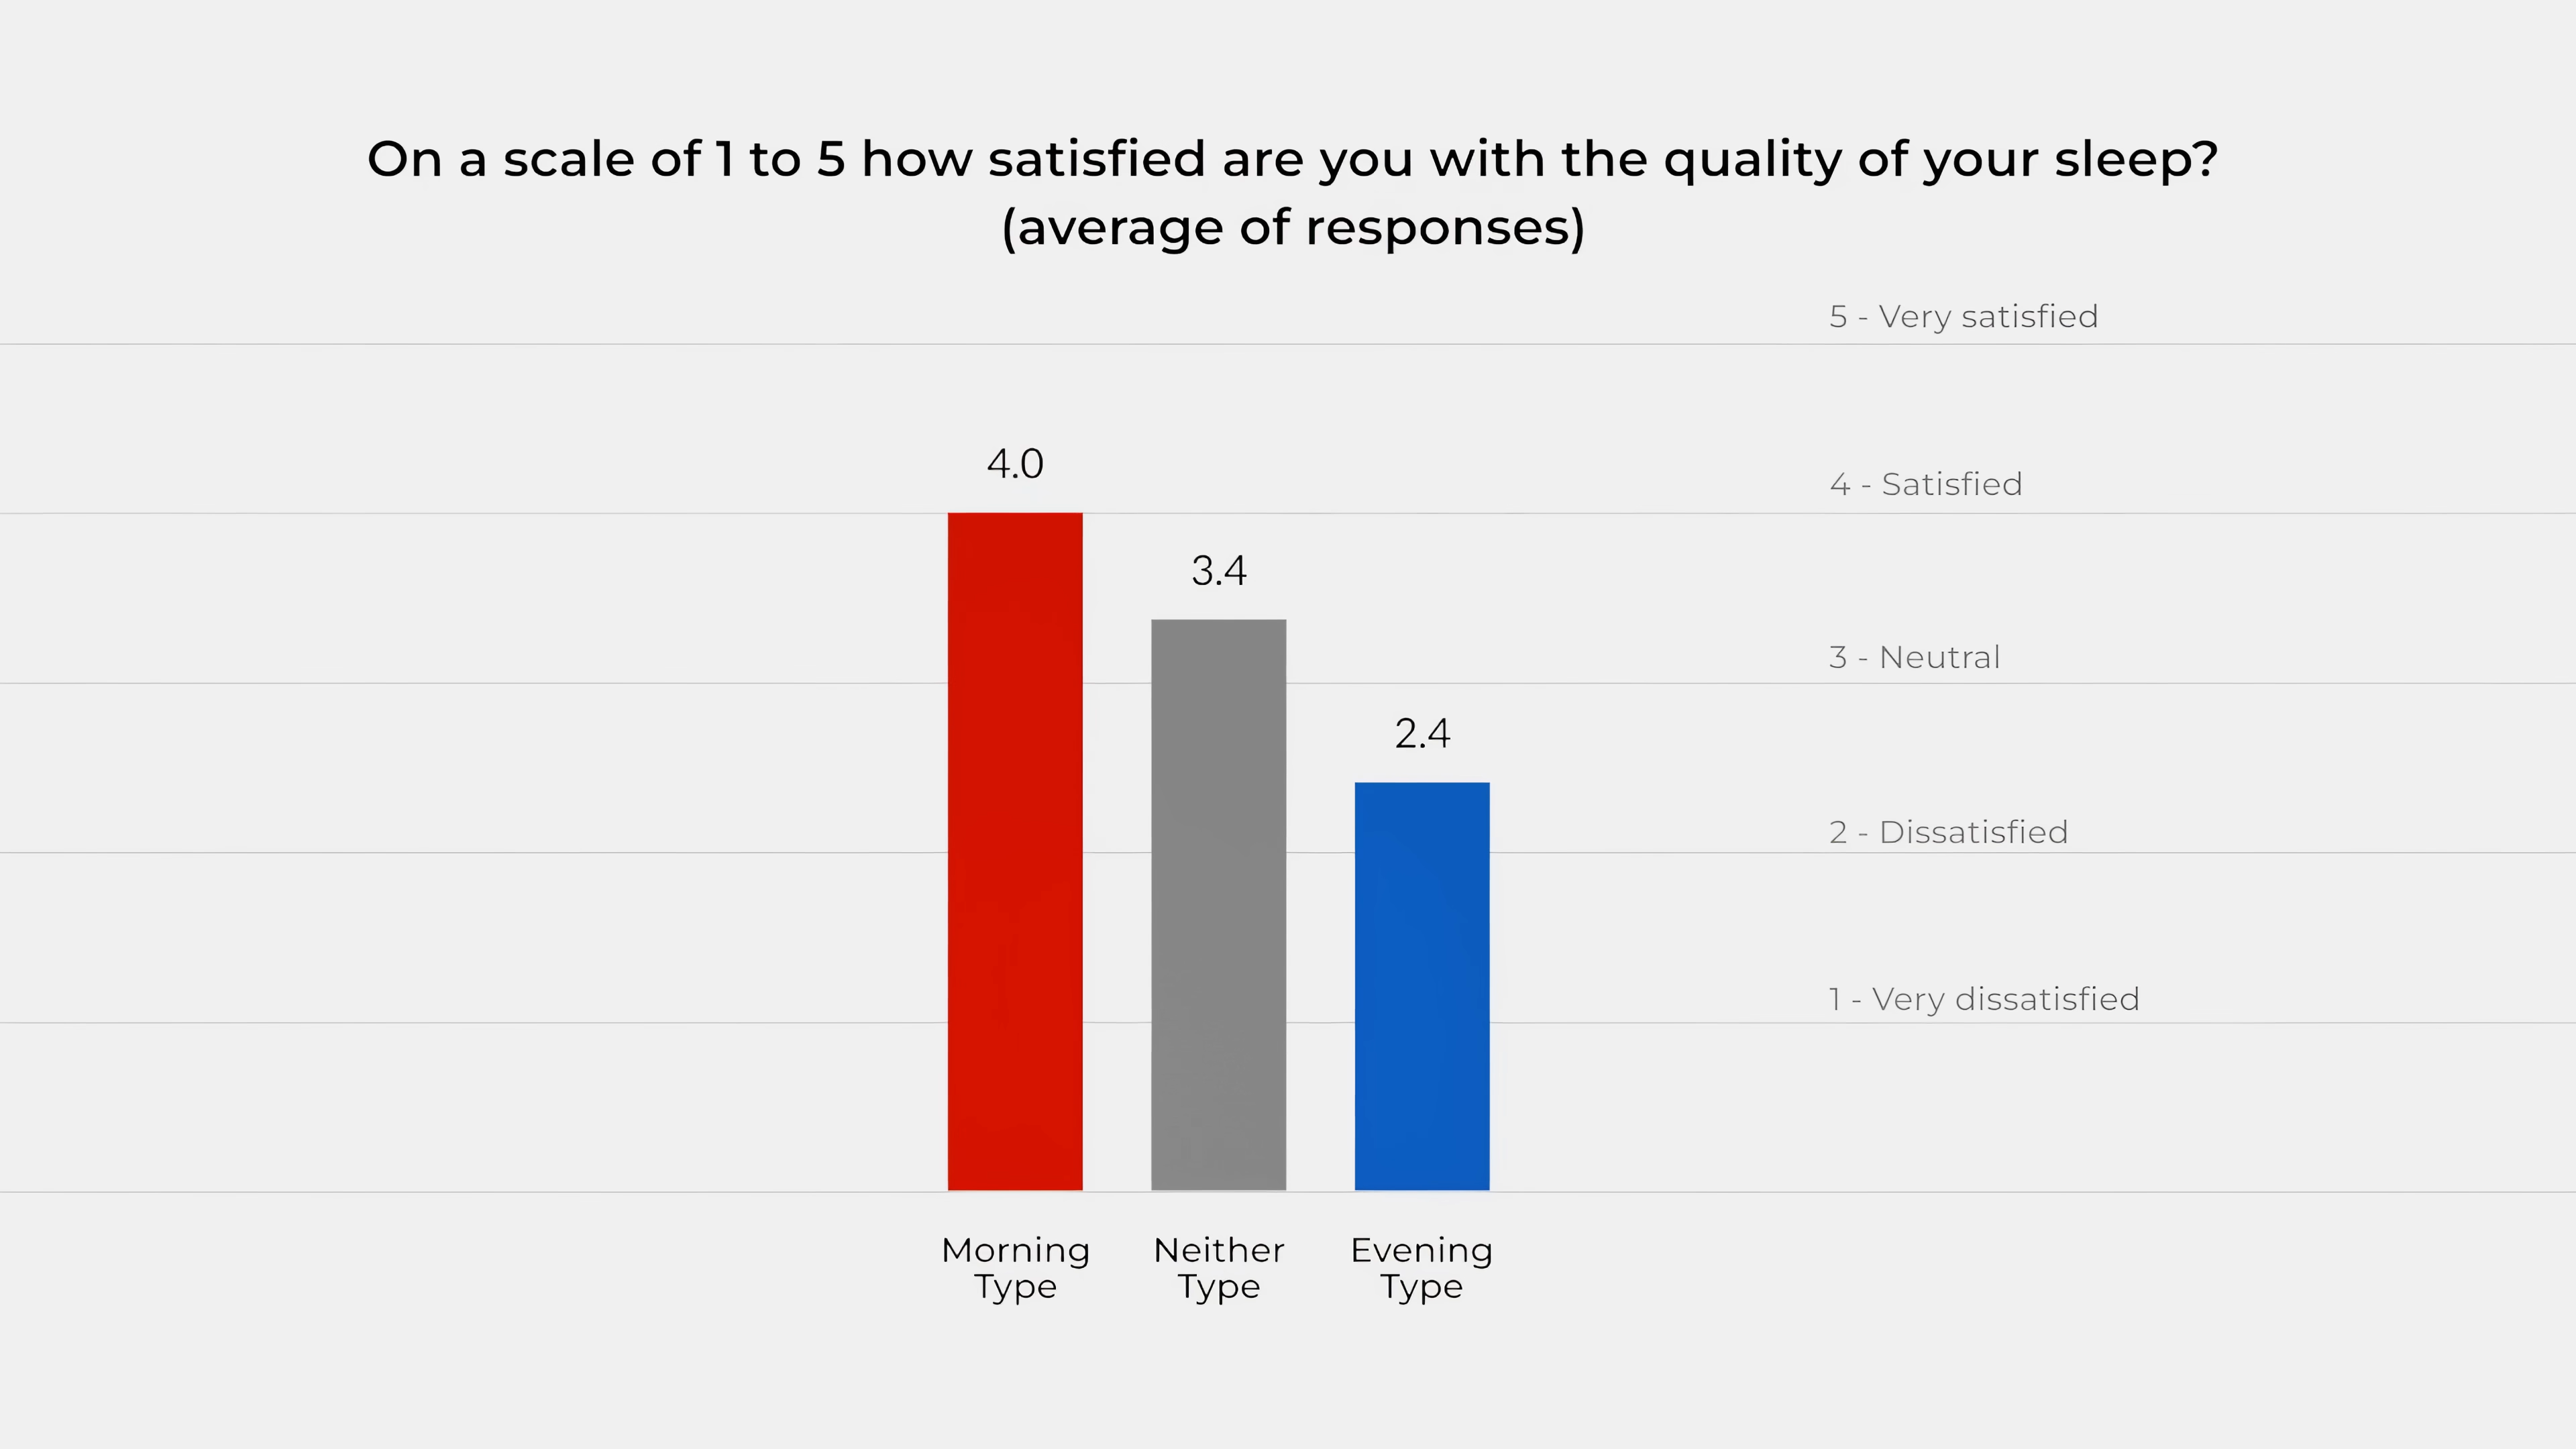 On a scale of 1 to 5 how satisfied are you with the quality of your sleep?
(average of responses)
5 - Very satisfied
4.0
4 - Satisfied
3.4
3 - Neutral
2.4
2 - Dissatisfied
1 - Very dissatisfied
Morning Type
Neither Type
Evening Type